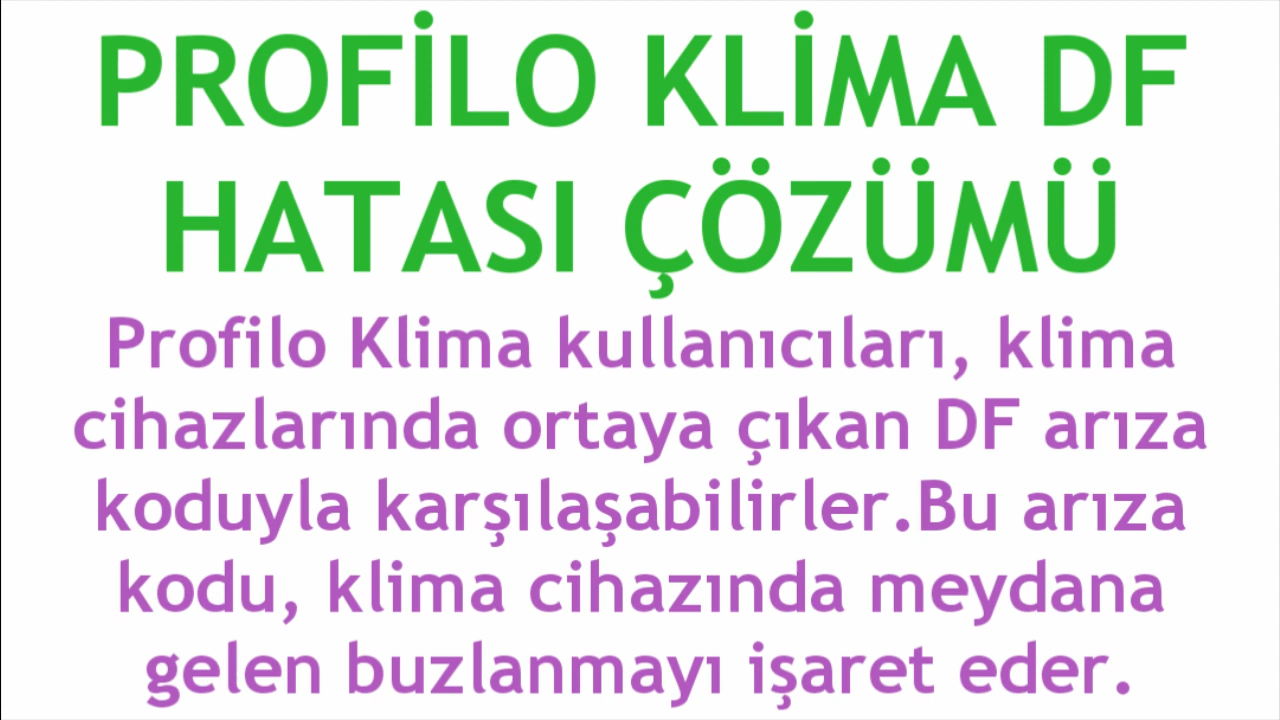 PROFİLO KLİMA DF
HATASI ÇÖZÜMÜ
Profilo Klima kullanıcıları, klima
cihazlarında ortaya çıkan DF arıza
koduyla karşılaşabilirler.Bu arıza
kodu, klima cihazında meydana
gelen buzlanmayı işaret eder.